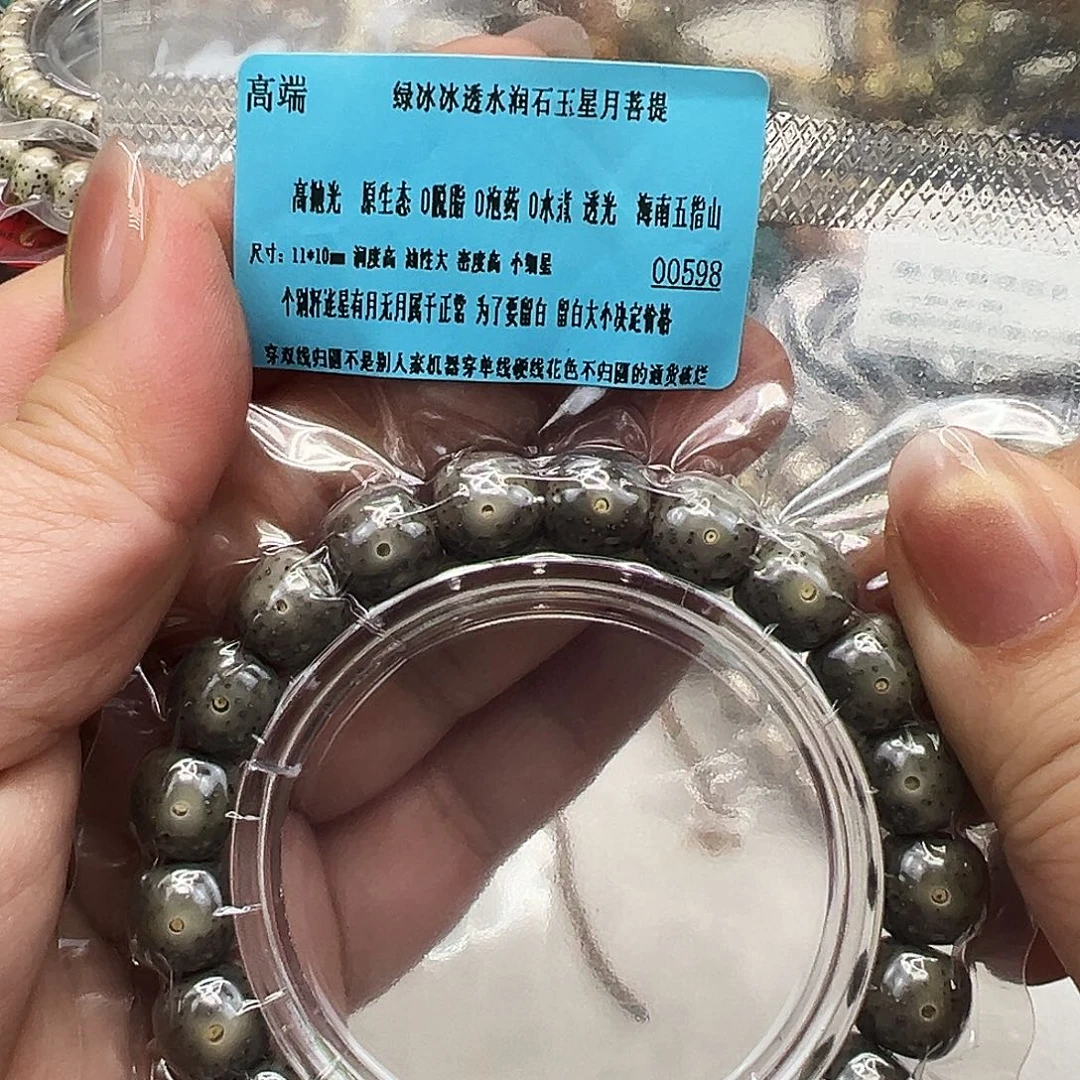 高端 绿冰冰透水润石玉星月菩提
高抛光 原生态 0脱脂 0泡药 0水煮 透光 海南五指山
尺寸：11*10mm 润度高 油性大 密度高 不塌星
00598
个别杯逆星有月无月属于正常 为了要留白 留白大小决定价格
穿双线归圆不是别人家机器穿单线硬线花色不归圆的通货破烂